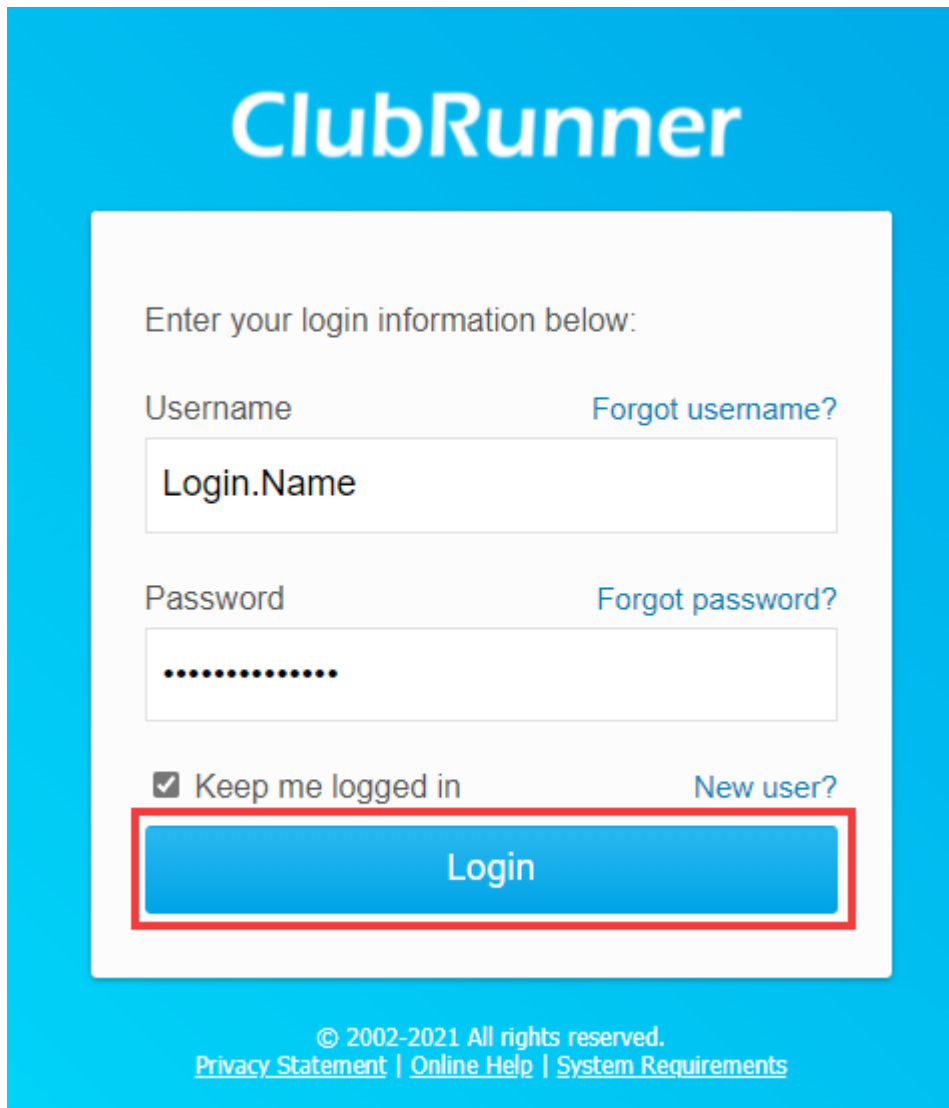 ClubRunner
Enter your login information below:
Username Forgot username?
Login.Name
Password Forgot password?
••••••••••••••
Keep me logged in New user?
Login
© 2002-2021 All rights reserved.
Privacy Statement | Online Help | System Requirements